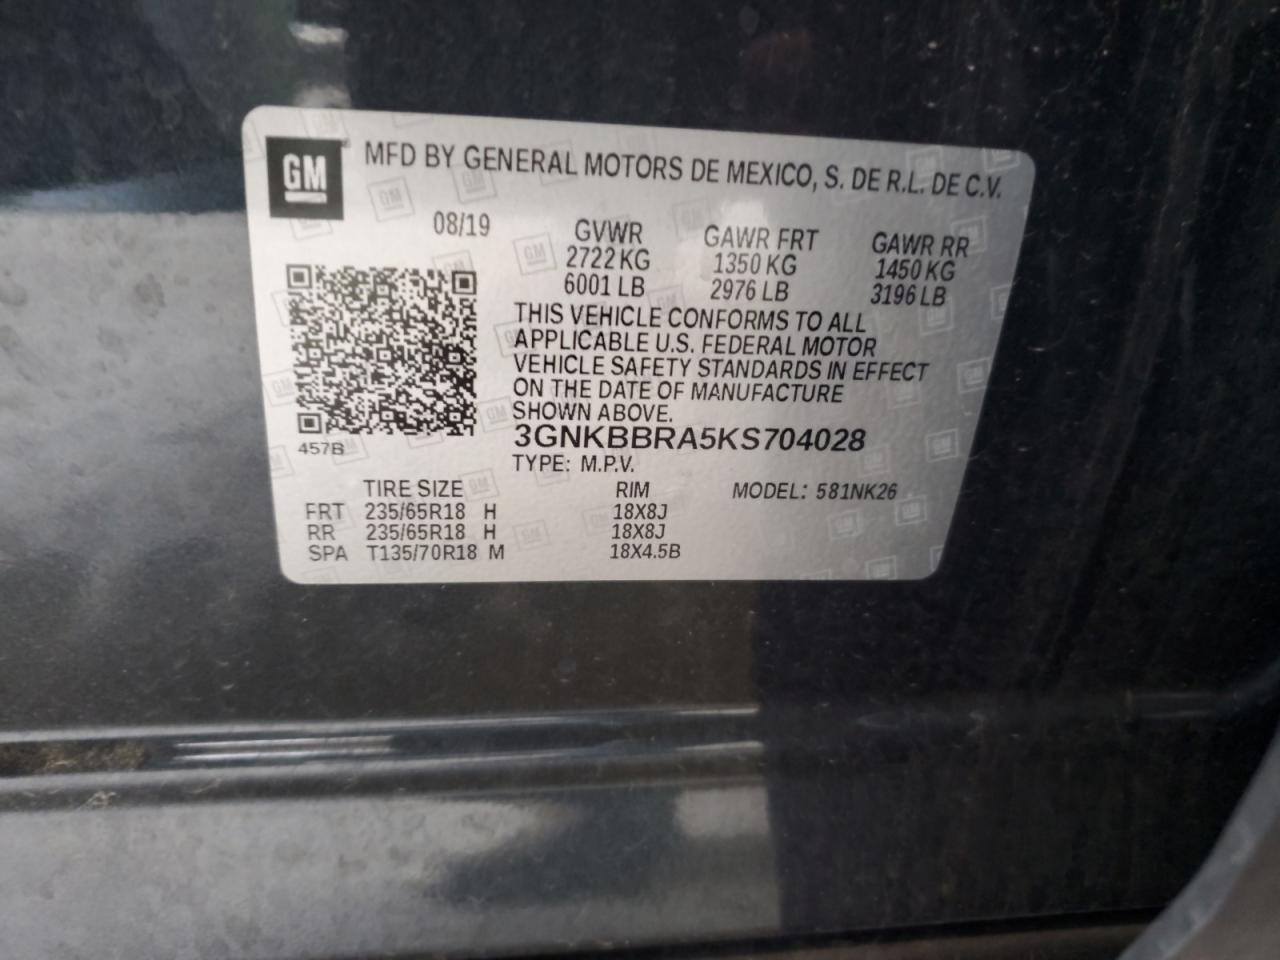 GM MFD BY GENERAL MOTORS DE MEXICO, S. DE R.L. DE C.V.
08/19 GVWR GAWR FRT GAWR RR
2722 KG 1350 KG 1450 KG
6001 LB 2976 LB 3196 LB
THIS VEHICLE CONFORMS TO ALL
APPLICABLE U.S. FEDERAL MOTOR
VEHICLE SAFETY STANDARDS IN EFFECT
ON THE DATE OF MANUFACTURE
SHOWN ABOVE.
3GNKBBRA5KS704028
457B
TYPE: M.P.V.
TIRE SIZE RIM MODEL: 581NK26
FRT 235/65R18 H 18X8J
RR 235/65R18 H 18X8J
SPA T135/70R18 M 18X4.5B